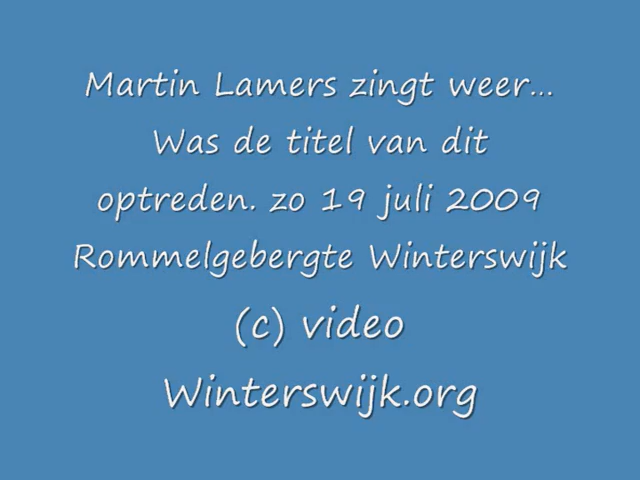 Martin Lamers zingt weer...
Was de titel van dit
optreden. zo 19 juli 2009
Rommelgebergte Winterswijk
(c) video
Winterswijk.org